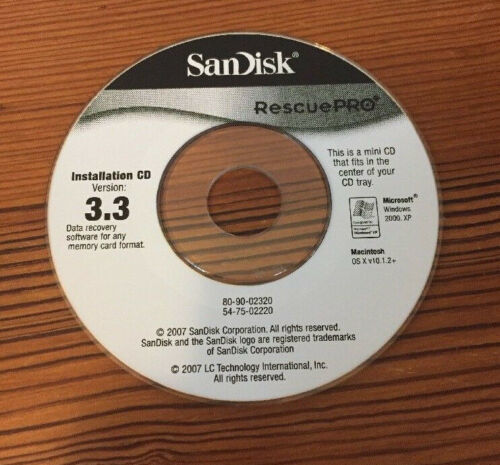 SanDisk®
RescuePRO®
This is a mini CD
that fits in the
center of your
CD tray.
Installation CD
Version:
3.3
Data recovery
software for any
memory card format.
Microsoft®
Windows
2000, XP
Macintosh
OS X v10.1.2+
80-90-02320
54-75-02220
© 2007 SanDisk Corporation. All rights reserved.
SanDisk and the SanDisk logo are registered trademarks
of SanDisk Corporation
© 2007 LC Technology International, Inc.
All rights reserved.